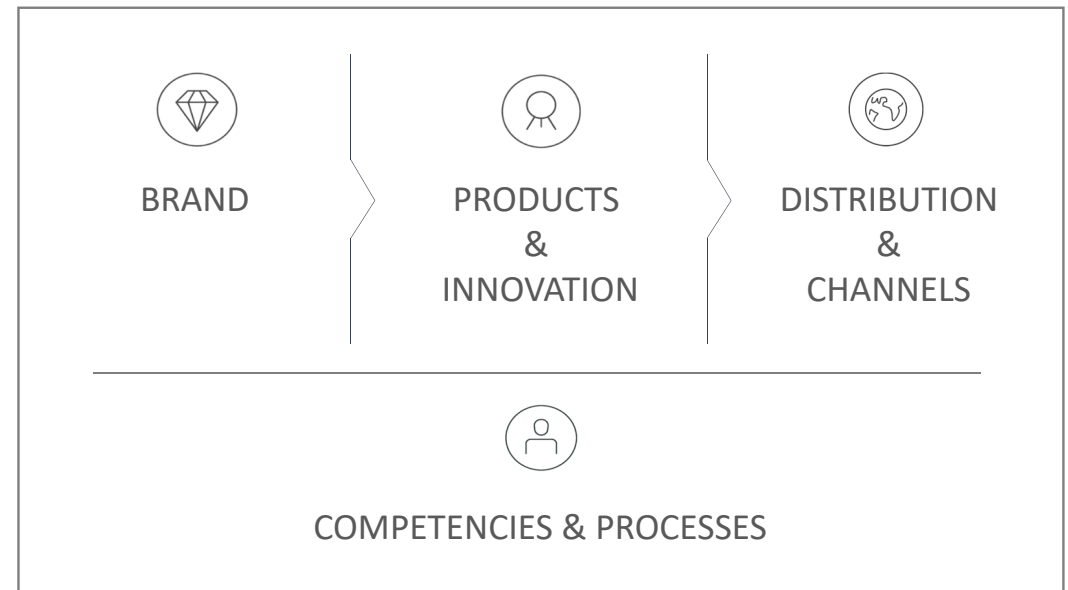 BRAND
PRODUCTS
&
INNOVATION
DISTRIBUTION
&
CHANNELS
COMPETENCIES & PROCESSES